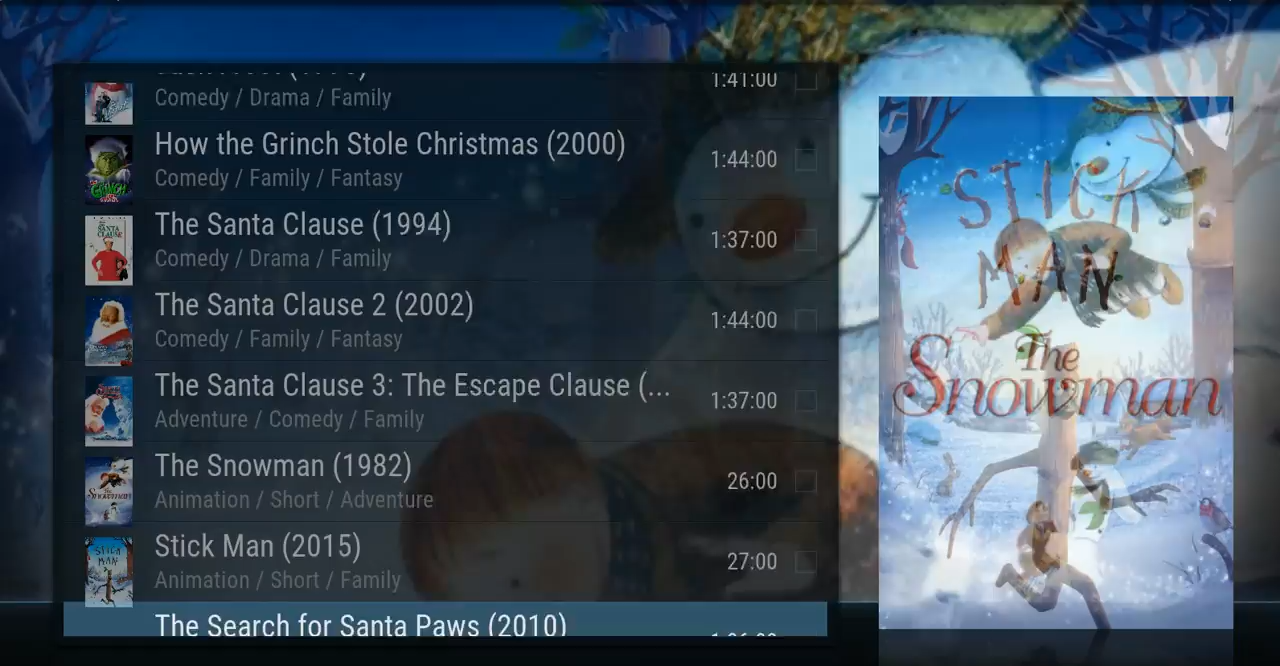 1:41:00
Comedy / Drama / Family
How the Grinch Stole Christmas (2000)
1:44:00
Comedy / Family / Fantasy
The Santa Clause (1994)
1:37:00
Comedy / Drama / Family
The Santa Clause 2 (2002)
1:44:00
Comedy / Family / Fantasy
The Santa Clause 3: The Escape Clause (...
1:37:00
Adventure / Comedy / Family
The Snowman (1982)
26:00
Animation / Short / Adventure
Stick Man (2015)
27:00
Animation / Short / Family
The Search for Santa Paws (2010)
STICK
MAN
The
Snowman